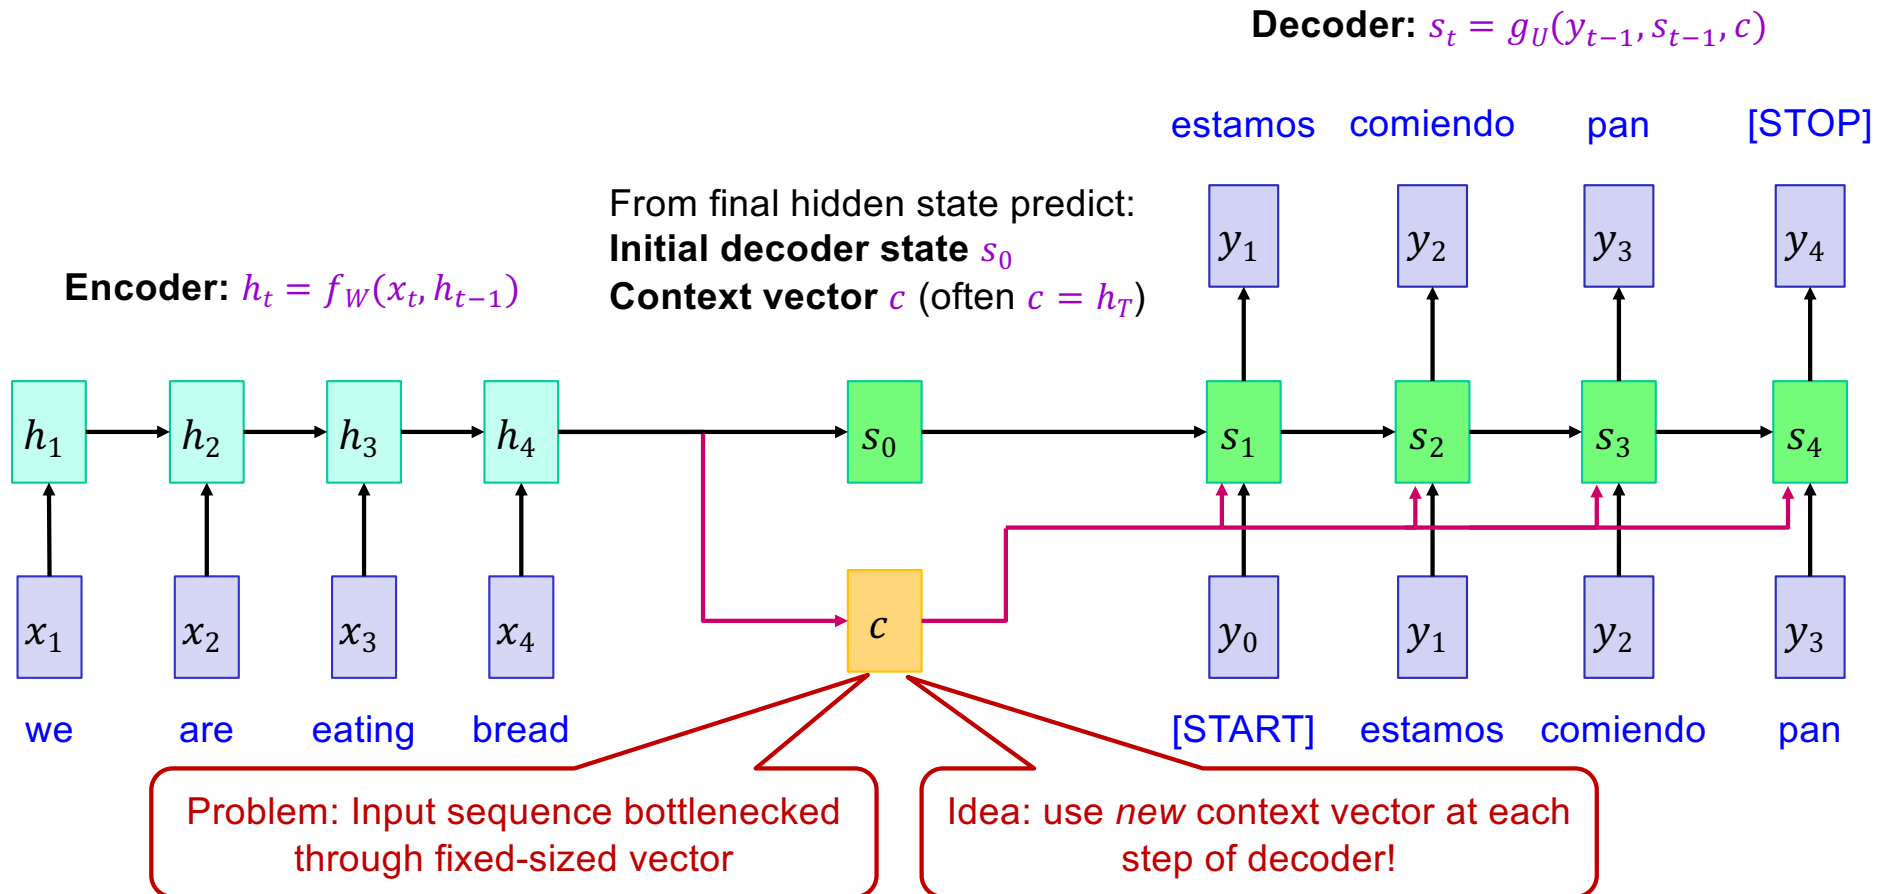 Decoder: s_t = g_U(y_{t−1}, s_{t−1}, c)
estamos comiendo pan [STOP]
From final hidden state predict:
Initial decoder state s_0
Context vector c (often c = h_T)
Encoder: h_t = f_W(x_t, h_{t−1})
y_1 y_2 y_3 y_4
h_1 h_2 h_3 h_4 s_0 s_1 s_2 s_3 s_4
x_1 x_2 x_3 x_4 c y_0 y_1 y_2 y_3
we are eating bread [START] estamos comiendo pan
Problem: Input sequence bottlenecked
through fixed-sized vector
Idea: use new context vector at each
step of decoder!